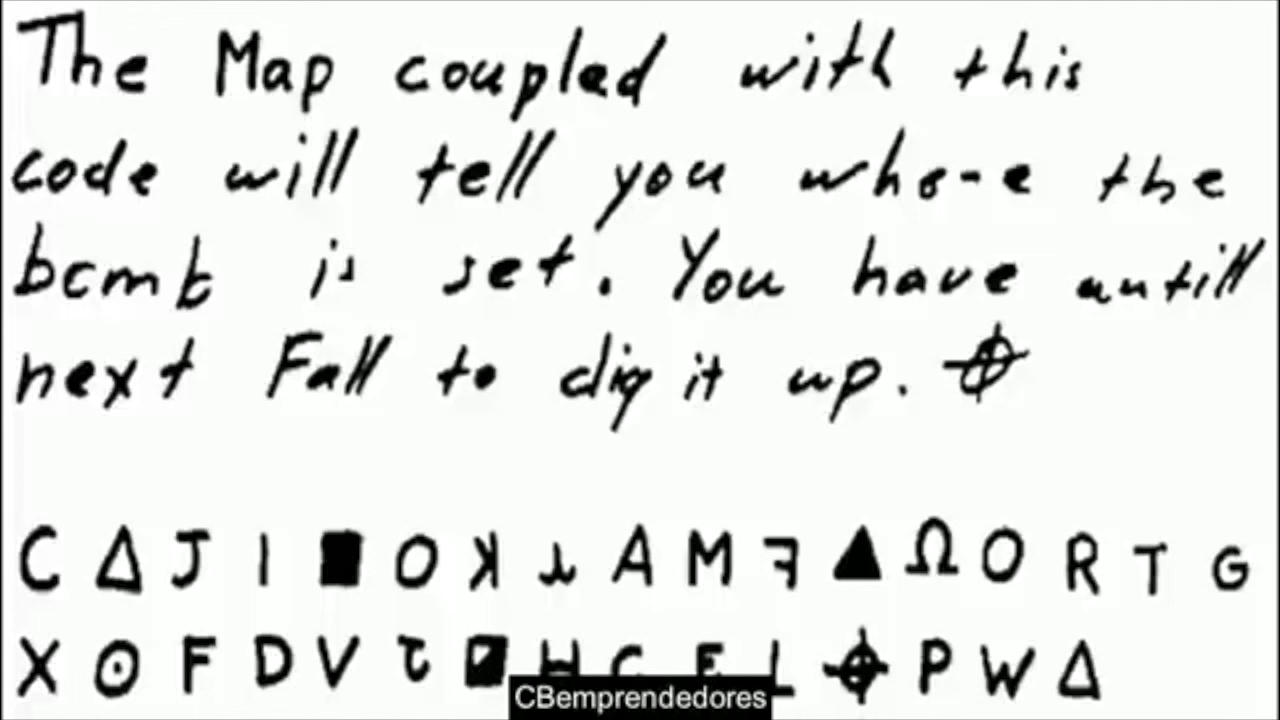 The Map coupled with this
code will tell you who-e the
bcmb is set. You have untill
next Fall to dig it up. ⌖
C Δ J I ■ O ꓘ ⅄ A M ꟻ ▲ Ω O R T G
X ⊙ F D V Ʇ ◪ H C E L ⌖ P W Δ
CBemprendedores